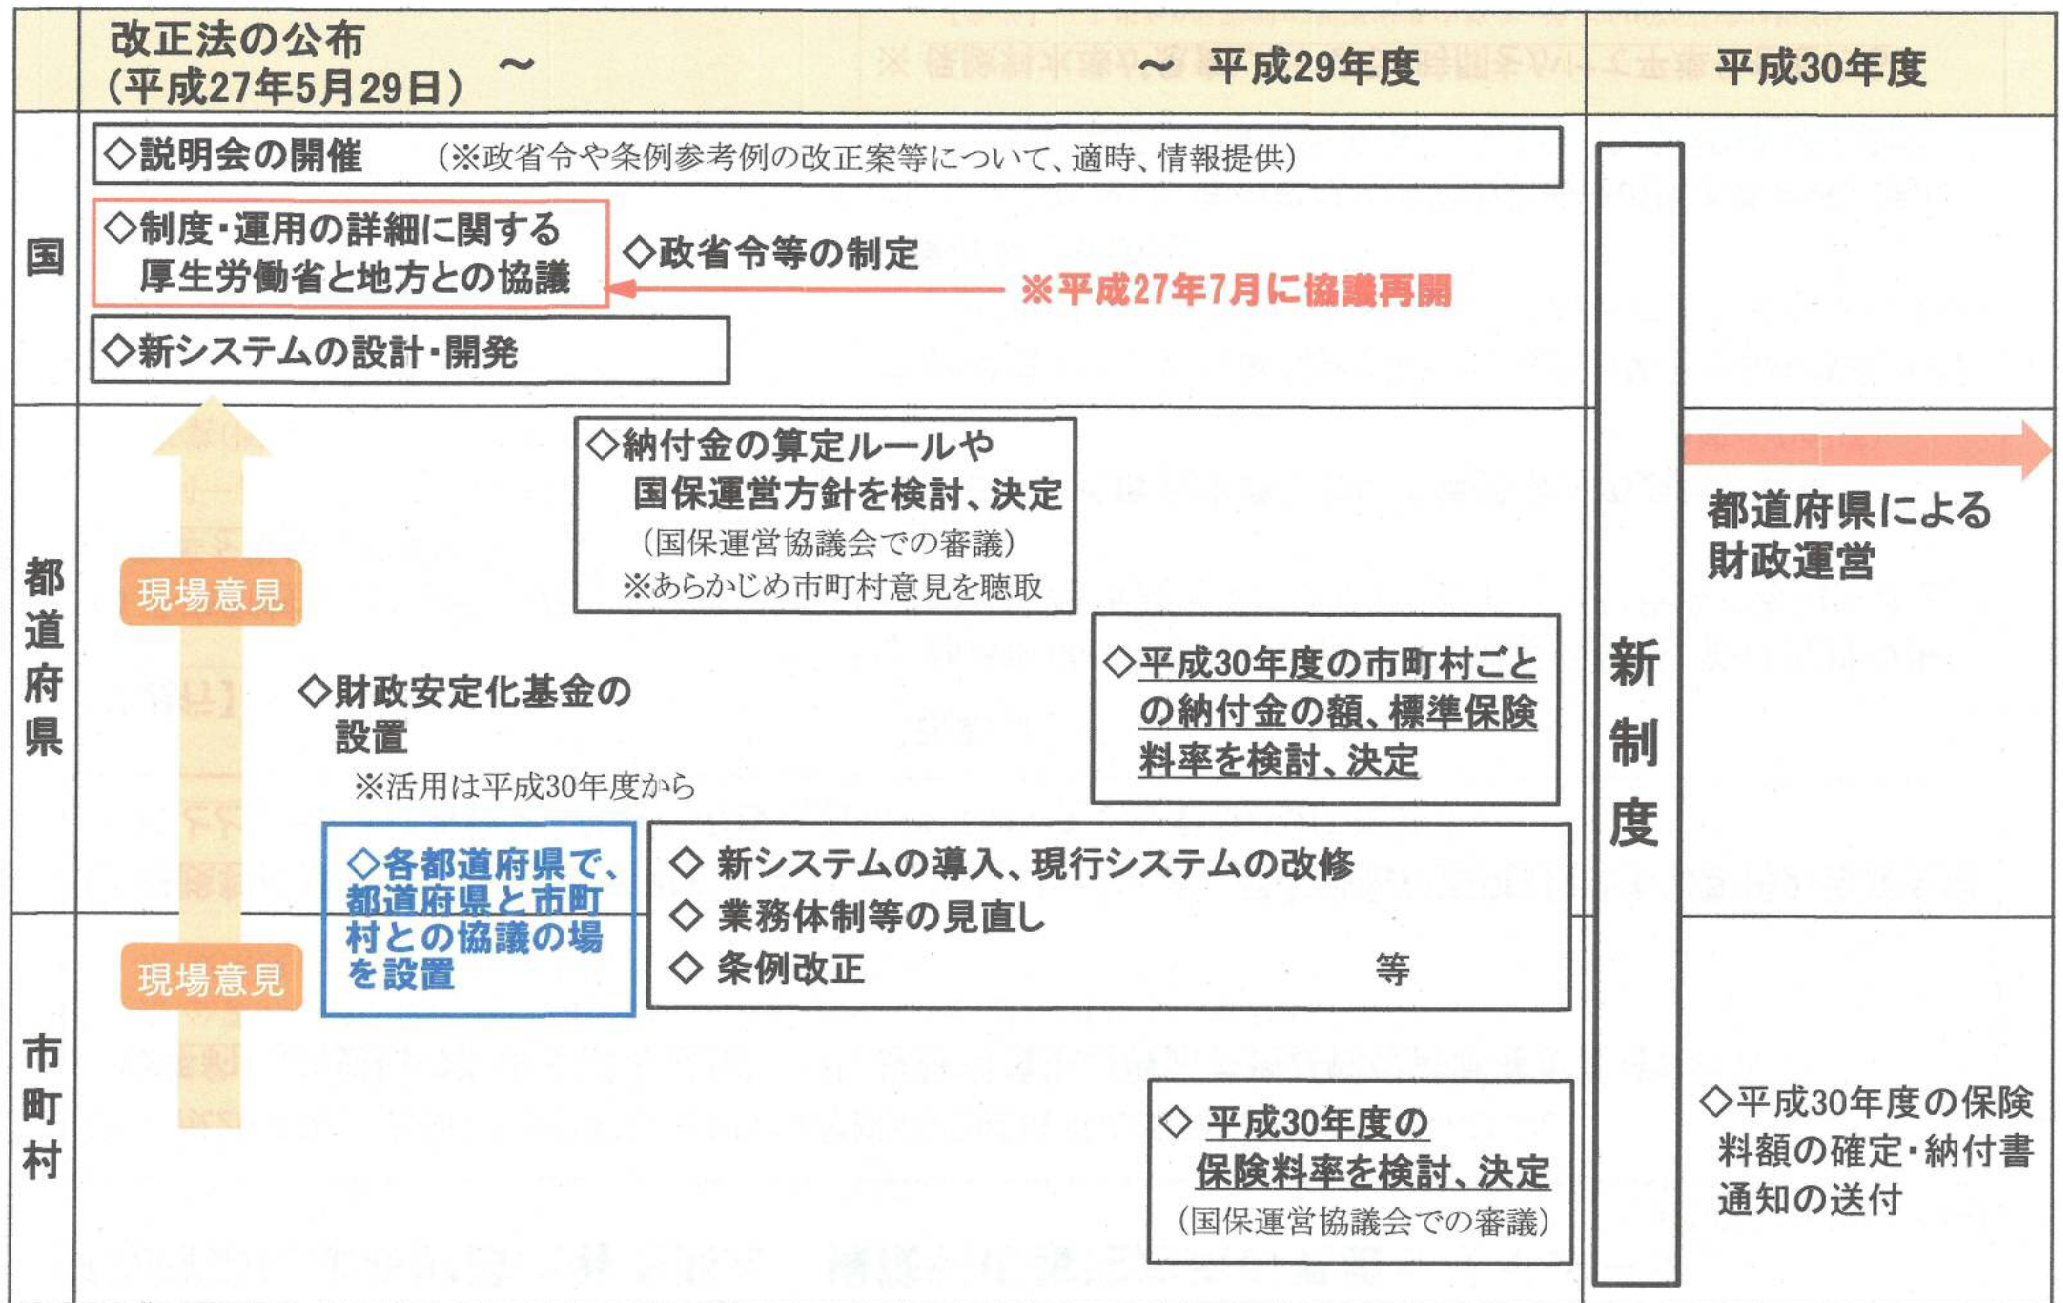 改正法の公布
(平成27年5月29日)
～
～ 平成29年度
平成30年度
国
◇説明会の開催 （※政省令や条例参考例の改正案等について、適時、情報提供）
◇制度・運用の詳細に関する
厚生労働省と地方との協議
◇政省令等の制定
※平成27年7月に協議再開
◇新システムの設計・開発
都道府県
現場意見
◇納付金の算定ルールや
国保運営方針を検討、決定
（国保運営協議会での審議）
※あらかじめ市町村意見を聴取
◇財政安定化基金の
設置
※活用は平成30年度から
◇平成30年度の市町村ごと
の納付金の額、標準保険
料率を検討、決定
新制度
都道府県による
財政運営
◇各都道府県で、
都道府県と市町
村との協議の場
を設置
◇ 新システムの導入、現行システムの改修
◇ 業務体制等の見直し
◇ 条例改正 等
市町村
現場意見
◇ 平成30年度の
保険料率を検討、決定
（国保運営協議会での審議）
◇平成30年度の保険
料額の確定・納付書
通知の送付